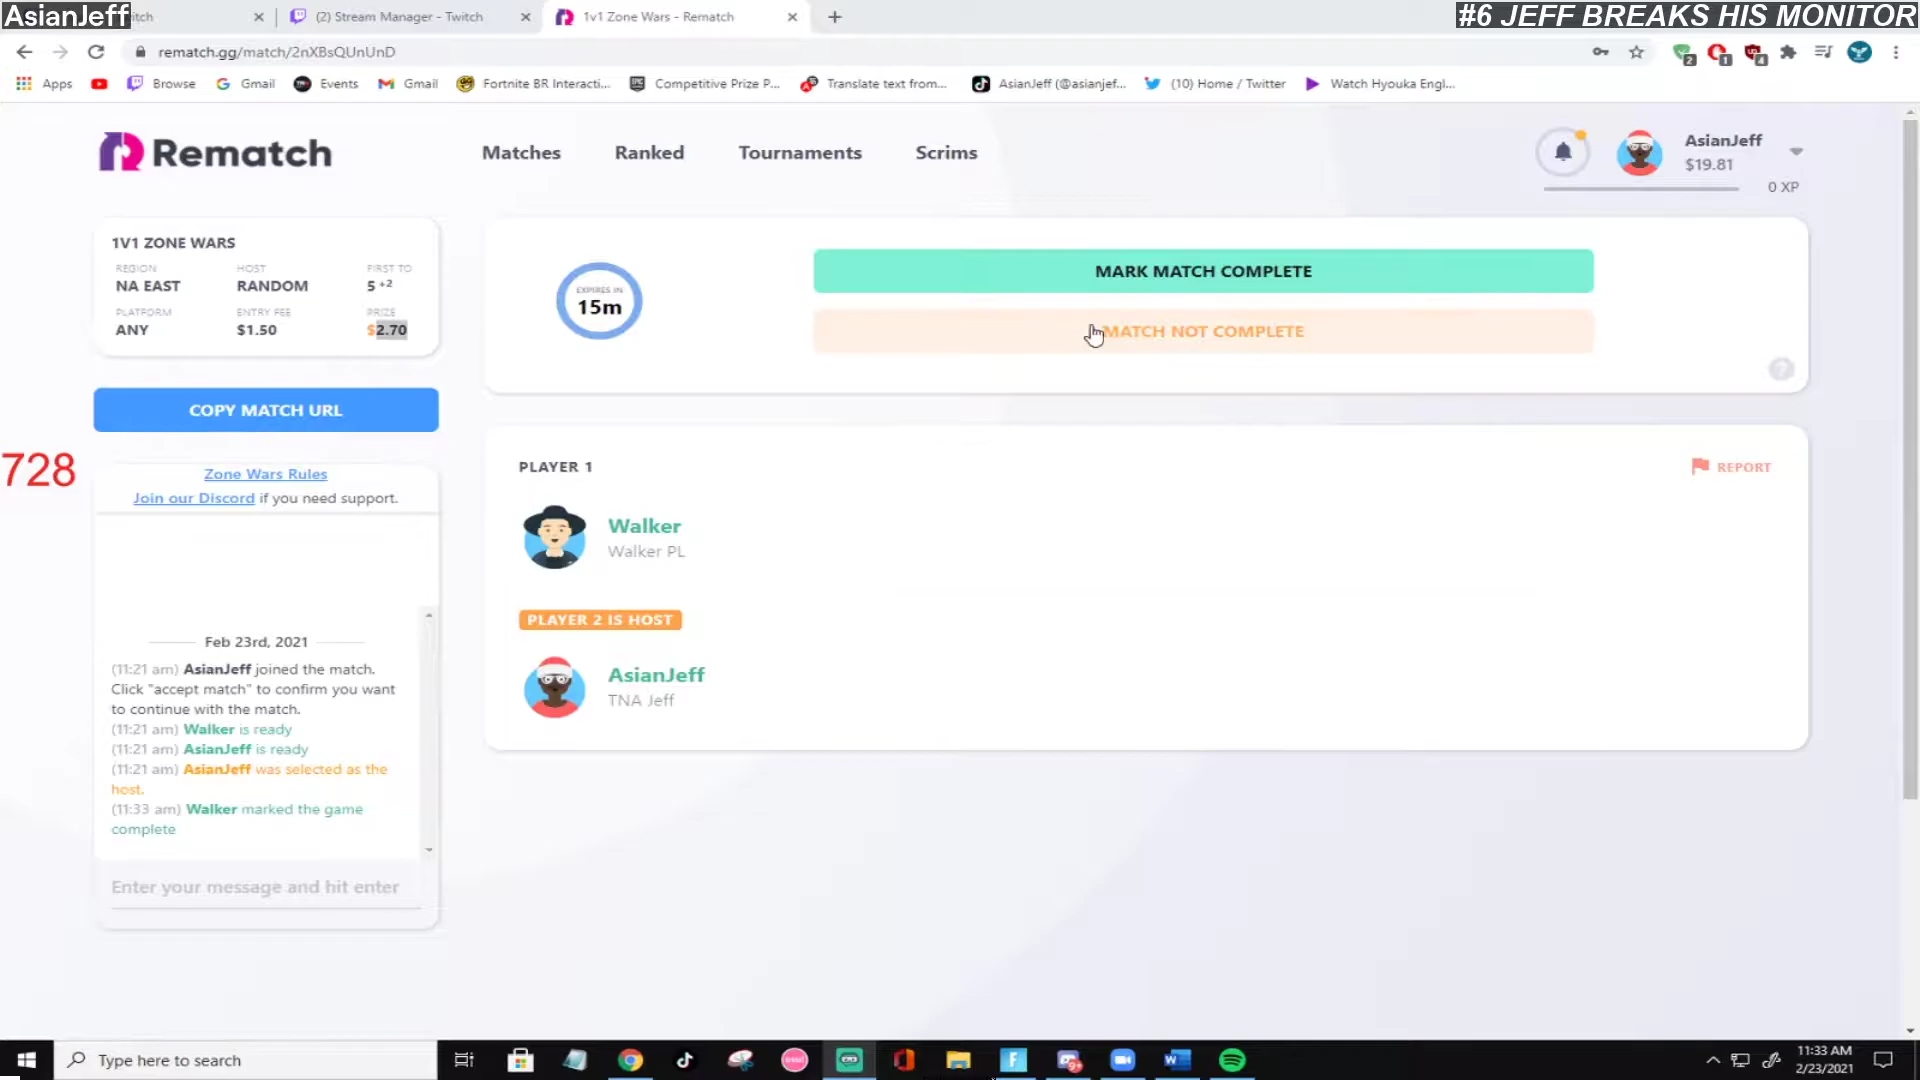 AsianJeff
itch
(2) Stream Manager - Twitch
1v1 Zone Wars - Rematch
#6 JEFF BREAKS HIS MONITOR
rematch.gg/match/2nXBsQUnUnD
2
1
4
Apps
Browse
Gmail
Events
Gmail
Fortnite BR Interacti...
Competitive Prize P...
Translate text from...
AsianJeff (@asianjef...
(10) Home / Twitter
Watch Hyouka Engl...
Rematch
Matches
Ranked
Tournaments
Scrims
AsianJeff
$19.81
0 XP
1V1 ZONE WARS
REGION HOST FIRST TO
NA EAST RANDOM 5 +2
PLATFORM ENTRY FEE PRIZE
ANY $1.50 $2.70
COPY MATCH URL
EXPIRES IN
15m
MARK MATCH COMPLETE
MATCH NOT COMPLETE
?
728
Zone Wars Rules
Join our Discord if you need support.
Feb 23rd, 2021
(11:21 am) AsianJeff joined the match.
Click "accept match" to confirm you want
to continue with the match.
(11:21 am) Walker is ready
(11:21 am) AsianJeff is ready
(11:21 am) AsianJeff was selected as the
host.
(11:33 am) Walker marked the game
complete
Enter your message and hit enter
PLAYER 1
REPORT
Walker
Walker PL
PLAYER 2 IS HOST
AsianJeff
TNA Jeff
Type here to search
11:33 AM
2/23/2021